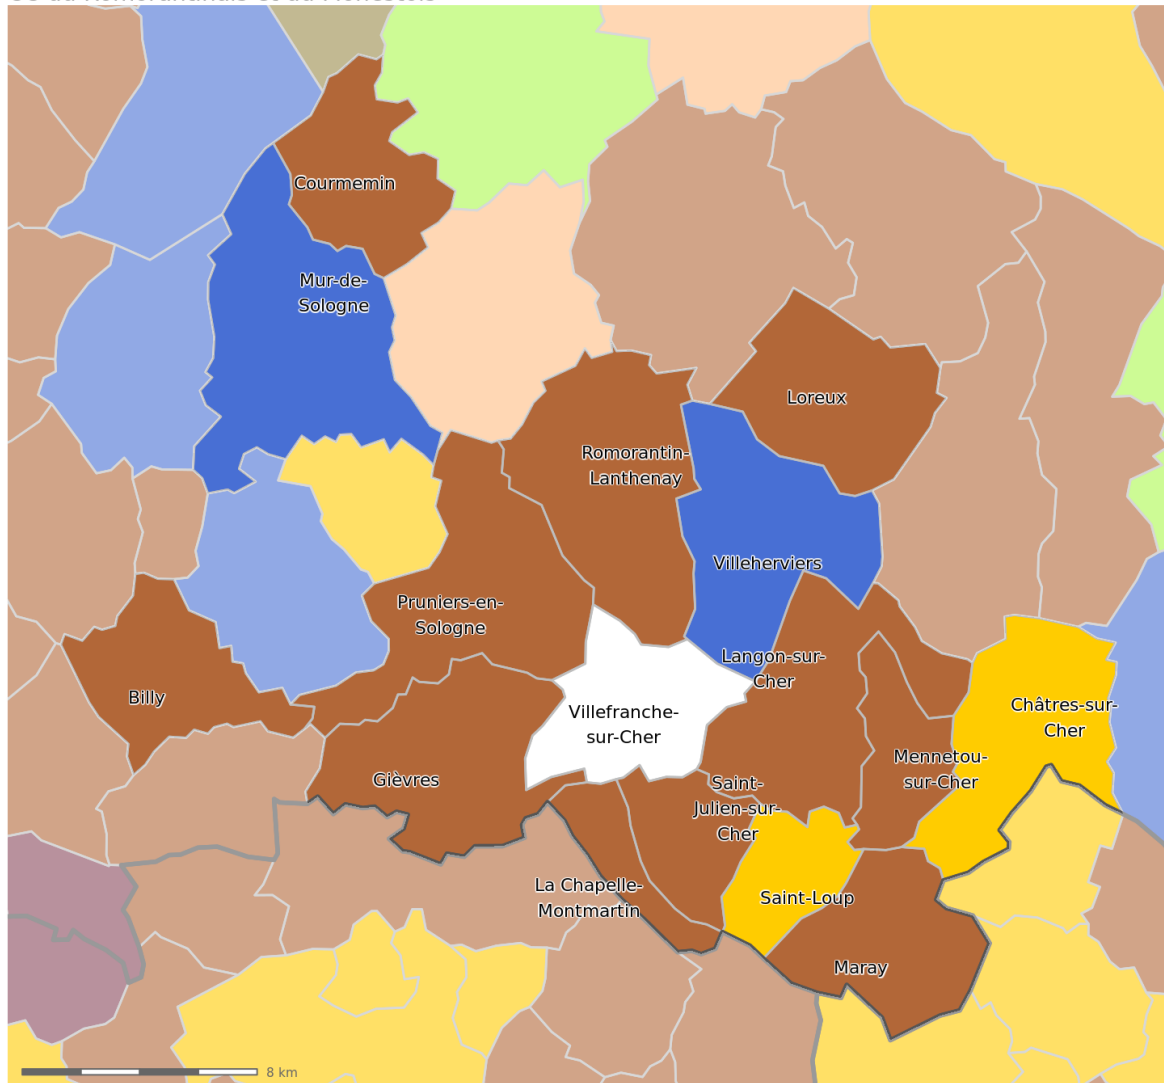 Courmemin
Mur-de-
Sologne
Loreux
Romorantin-
Lanthenay
Villeherviers
Pruniers-en-
Sologne
Langon-sur-
Cher
Billy
Villefranche-
sur-Cher
Châtres-sur-
Cher
Gièvres
Mennetou-
sur-Cher
Saint-
Julien-sur-
Cher
La Chapelle-
Montmartin
Saint-Loup
Maray
8 km